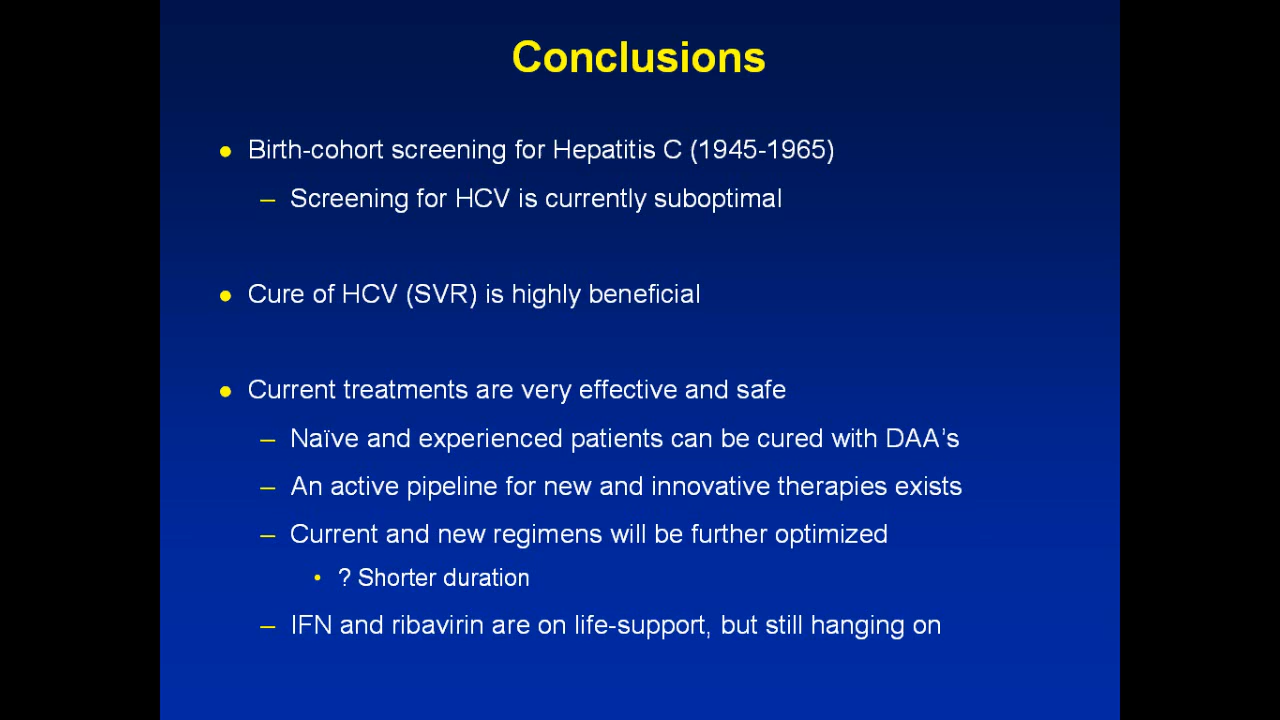 Conclusions
● Birth-cohort screening for Hepatitis C (1945-1965)
– Screening for HCV is currently suboptimal
● Cure of HCV (SVR) is highly beneficial
● Current treatments are very effective and safe
– Naïve and experienced patients can be cured with DAA’s
– An active pipeline for new and innovative therapies exists
– Current and new regimens will be further optimized
• ? Shorter duration
– IFN and ribavirin are on life-support, but still hanging on